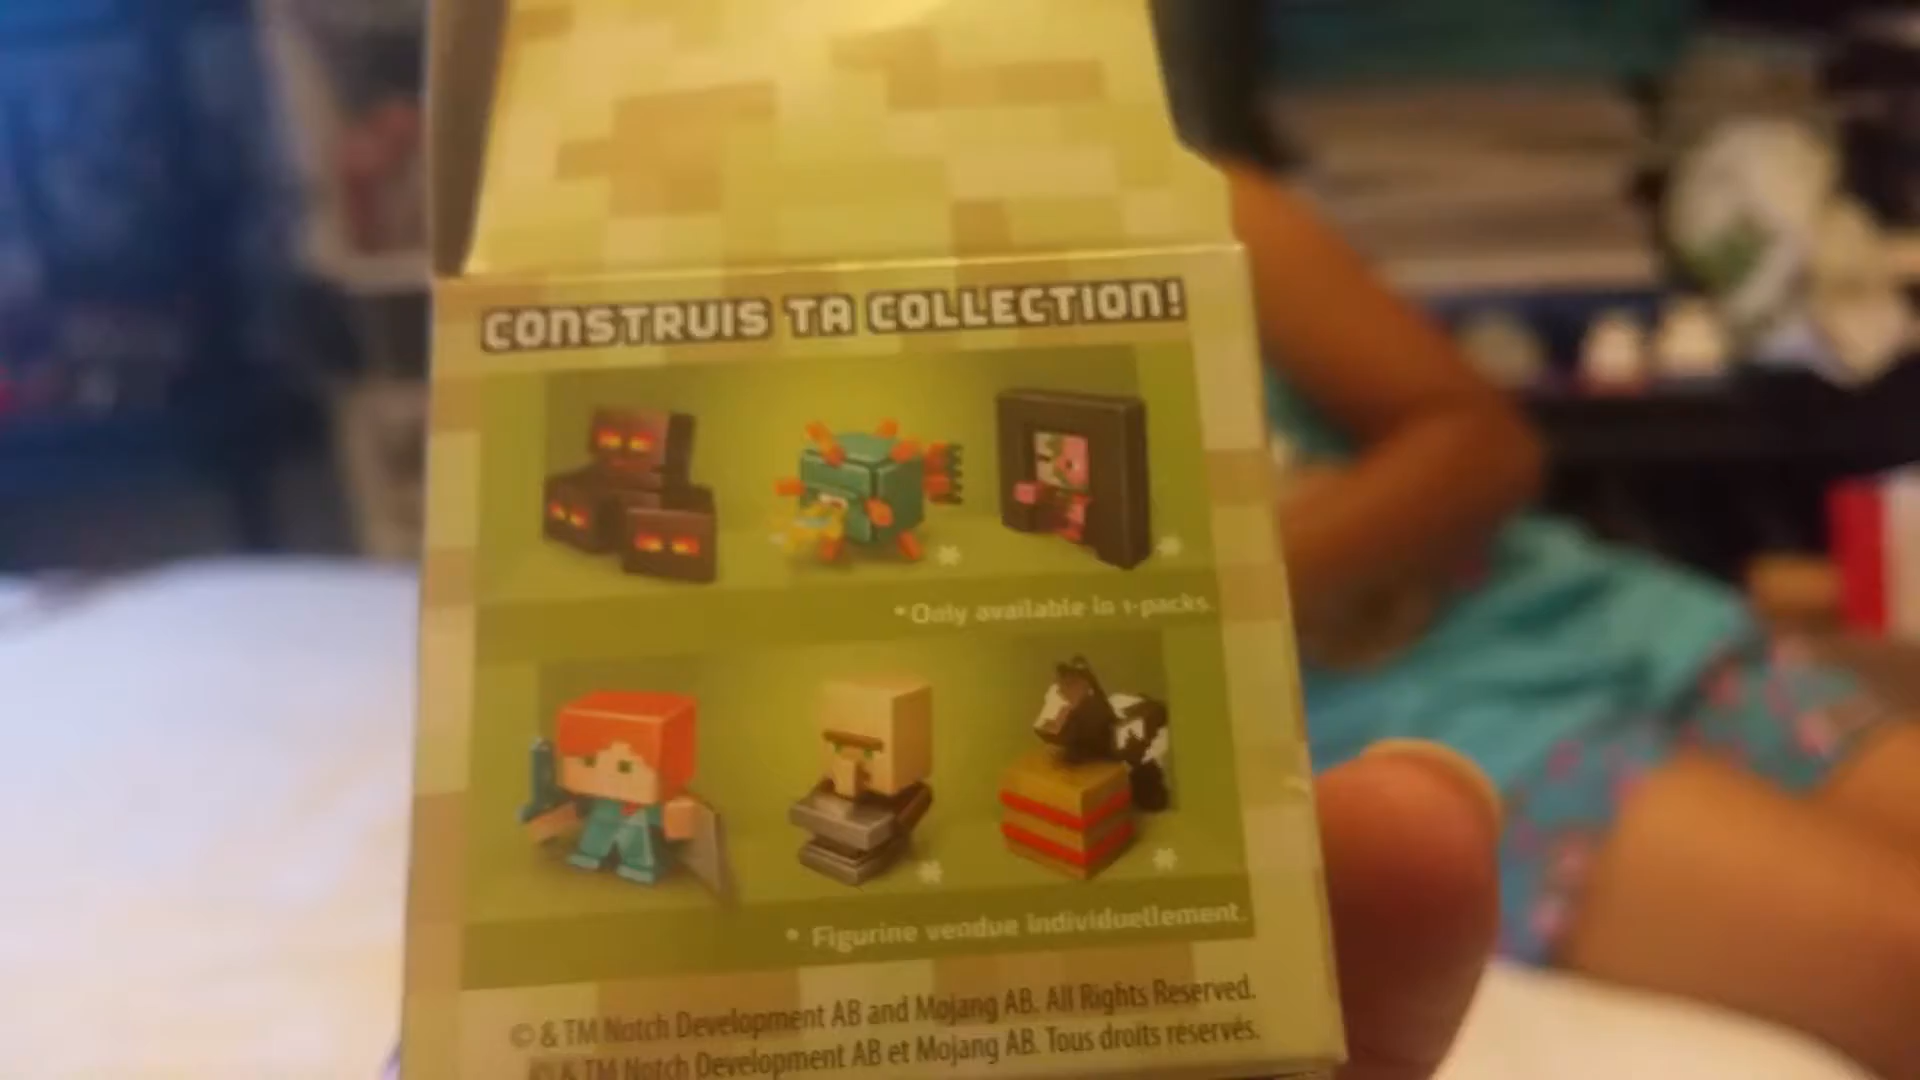 CONSTRUIS TA COLLECTION!
*Only available in 1-packs.
* Figurine vendue individuellement.
© & TM Notch Development AB and Mojang AB. All Rights Reserved.
© & TM Notch Development AB et Mojang AB. Tous droits réservés.